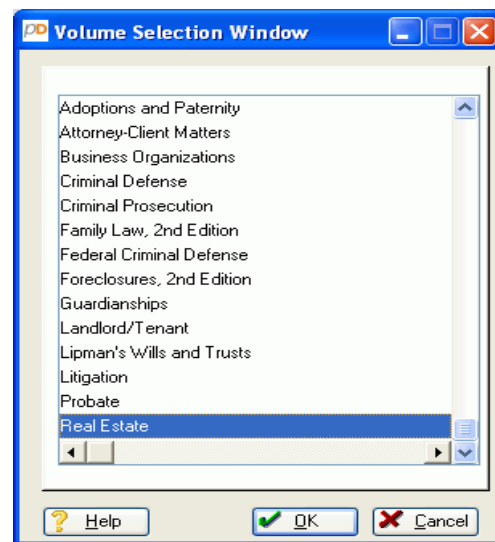 pD Volume Selection Window
Adoptions and Paternity
Attorney-Client Matters
Business Organizations
Criminal Defense
Criminal Prosecution
Family Law, 2nd Edition
Federal Criminal Defense
Foreclosures, 2nd Edition
Guardianships
Landlord/Tenant
Lipman's Wills and Trusts
Litigation
Probate
Real Estate
Help OK Cancel